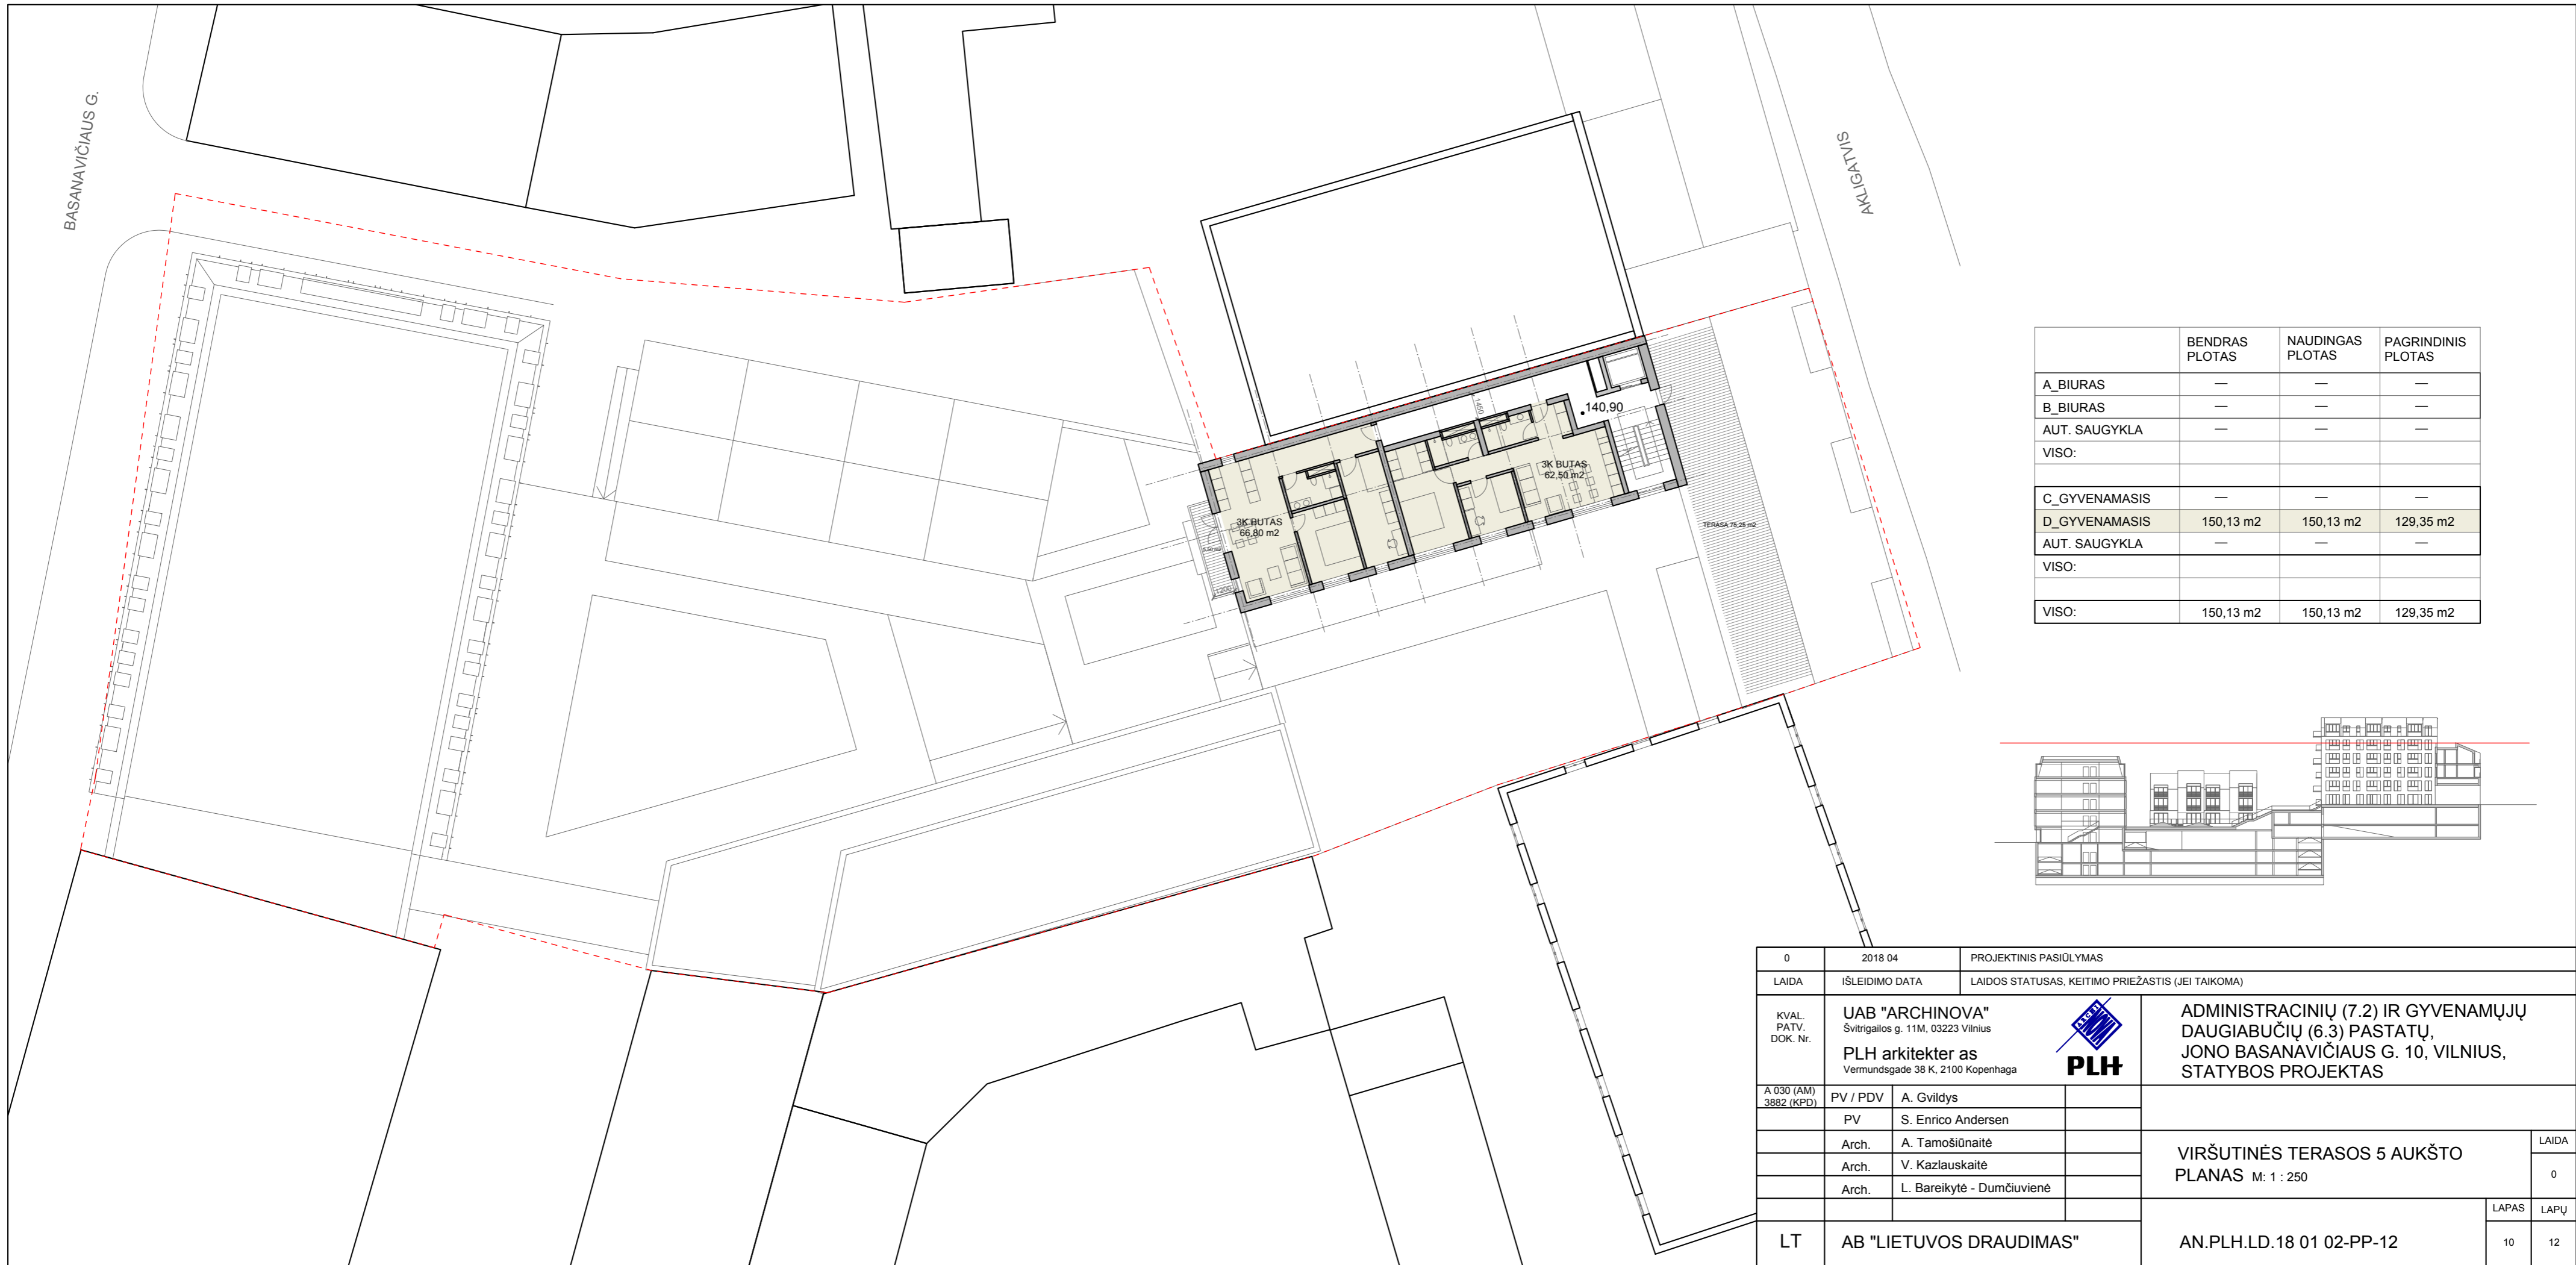 BASANAVIČIAUS G.
AKLIGATVIS
140,90
1460
3K BUTAS
62,50 m2
3K BUTAS
66,80 m2
1200
TERASA 75,25 m2
BENDRAS PLOTAS NAUDINGAS PLOTAS PAGRINDINIS PLOTAS
A_BIURAS — — —
B_BIURAS — — —
AUT. SAUGYKLA — — —
VISO:
C_GYVENAMASIS — — —
D_GYVENAMASIS 150,13 m2 150,13 m2 129,35 m2
AUT. SAUGYKLA — — —
VISO:
VISO: 150,13 m2 150,13 m2 129,35 m2
0 2018 04 PROJEKTINIS PASIŪLYMAS
LAIDA IŠLEIDIMO DATA LAIDOS STATUSAS, KEITIMO PRIEŽASTIS (JEI TAIKOMA)
KVAL.
PATV.
DOK. Nr.
UAB "ARCHINOVA"
Švitrigailos g. 11M, 03223 Vilnius
PLH arkitekter as
Vermundsgade 38 K, 2100 Kopenhaga
PLH
ADMINISTRACINIŲ (7.2) IR GYVENAMŲJŲ
DAUGIABUČIŲ (6.3) PASTATŲ,
JONO BASANAVIČIAUS G. 10, VILNIUS,
STATYBOS PROJEKTAS
A 030 (AM)
3882 (KPD)
PV / PDV A. Gvildys
PV S. Enrico Andersen
Arch. A. Tamošiūnaitė
Arch. V. Kazlauskaitė
Arch. L. Bareikytė - Dumčiuvienė
VIRŠUTINĖS TERASOS 5 AUKŠTO
PLANAS M: 1 : 250
LAIDA
0
LAPAS LAPŲ
LT AB "LIETUVOS DRAUDIMAS" AN.PLH.LD.18 01 02-PP-12 10 12